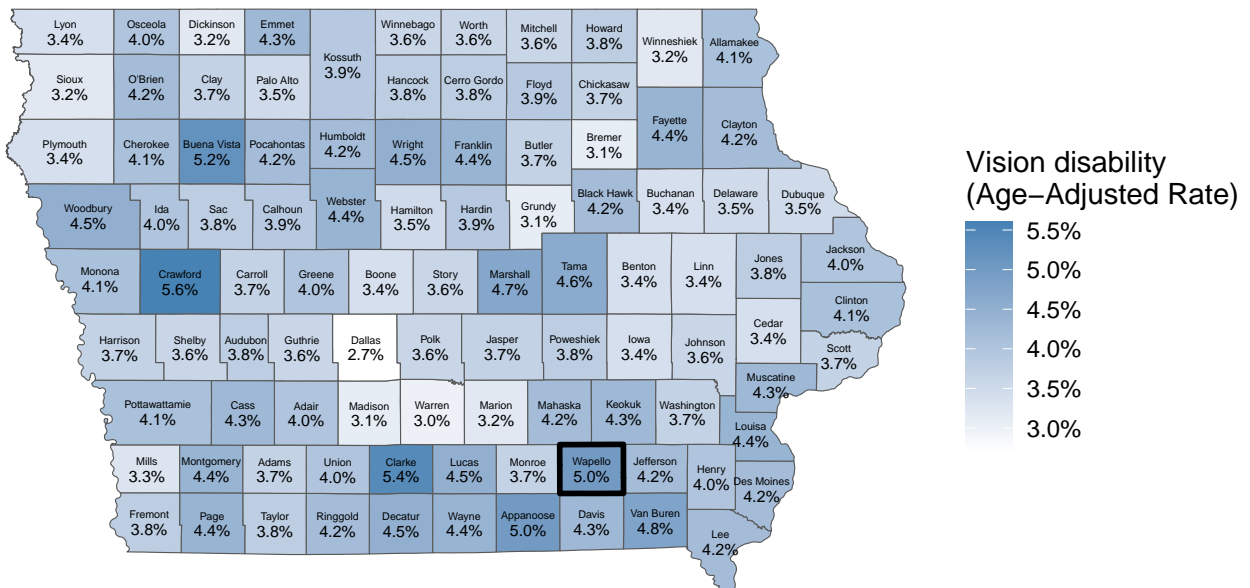 Lyon
3.4%
Osceola
4.0%
Dickinson
3.2%
Emmet
4.3%
Kossuth
3.9%
Winnebago
3.6%
Worth
3.6%
Mitchell
3.6%
Howard
3.8%
Winneshiek
3.2%
Allamakee
4.1%
Sioux
3.2%
O'Brien
4.2%
Clay
3.7%
Palo Alto
3.5%
Hancock
3.8%
Cerro Gordo
3.8%
Floyd
3.9%
Chickasaw
3.7%
Fayette
4.4%
Clayton
4.2%
Plymouth
3.4%
Cherokee
4.1%
Buena Vista
5.2%
Pocahontas
4.2%
Humboldt
4.2%
Wright
4.5%
Franklin
4.4%
Butler
3.7%
Bremer
3.1%
Woodbury
4.5%
Ida
4.0%
Sac
3.8%
Calhoun
3.9%
Webster
4.4%
Hamilton
3.5%
Hardin
3.9%
Grundy
3.1%
Black Hawk
4.2%
Buchanan
3.4%
Delaware
3.5%
Dubuque
3.5%
Monona
4.1%
Crawford
5.6%
Carroll
3.7%
Greene
4.0%
Boone
3.4%
Story
3.6%
Marshall
4.7%
Tama
4.6%
Benton
3.4%
Linn
3.4%
Jones
3.8%
Jackson
4.0%
Clinton
4.1%
Harrison
3.7%
Shelby
3.6%
Audubon
3.8%
Guthrie
3.6%
Dallas
2.7%
Polk
3.6%
Jasper
3.7%
Poweshiek
3.8%
Iowa
3.4%
Johnson
3.6%
Cedar
3.4%
Scott
3.7%
Muscatine
4.3%
Pottawattamie
4.1%
Cass
4.3%
Adair
4.0%
Madison
3.1%
Warren
3.0%
Marion
3.2%
Mahaska
4.2%
Keokuk
4.3%
Washington
3.7%
Louisa
4.4%
Mills
3.3%
Montgomery
4.4%
Adams
3.7%
Union
4.0%
Clarke
5.4%
Lucas
4.5%
Monroe
3.7%
Wapello
5.0%
Jefferson
4.2%
Henry
4.0%
Des Moines
4.2%
Fremont
3.8%
Page
4.4%
Taylor
3.8%
Ringgold
4.2%
Decatur
4.5%
Wayne
4.4%
Appanoose
5.0%
Davis
4.3%
Van Buren
4.8%
Lee
4.2%
Vision disability
(Age−Adjusted Rate)
5.5%
5.0%
4.5%
4.0%
3.5%
3.0%